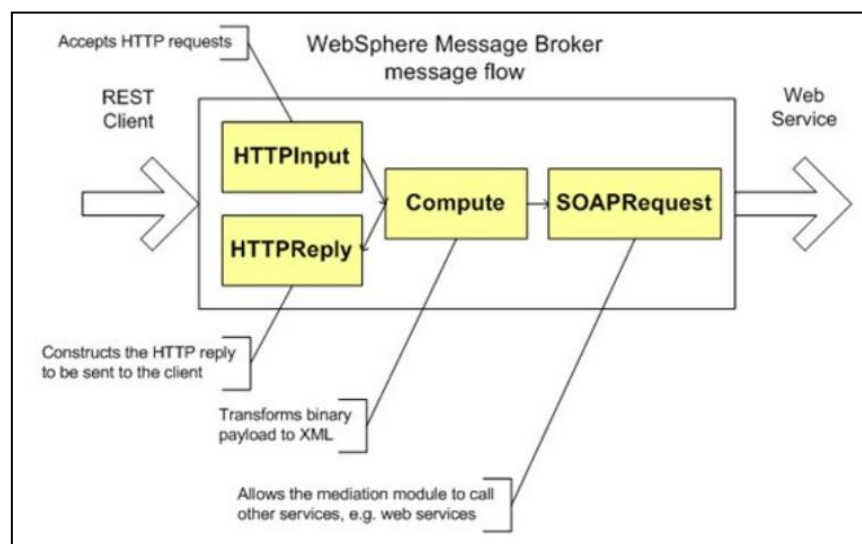 Accepts HTTP requests
WebSphere Message Broker
message flow
REST
Client
Web
Service
HTTPInput
Compute
SOAPRequest
HTTPReply
Constructs the HTTP reply
to be sent to the client
Transforms binary
payload to XML
Allows the mediation module to call
other services, e.g. web services